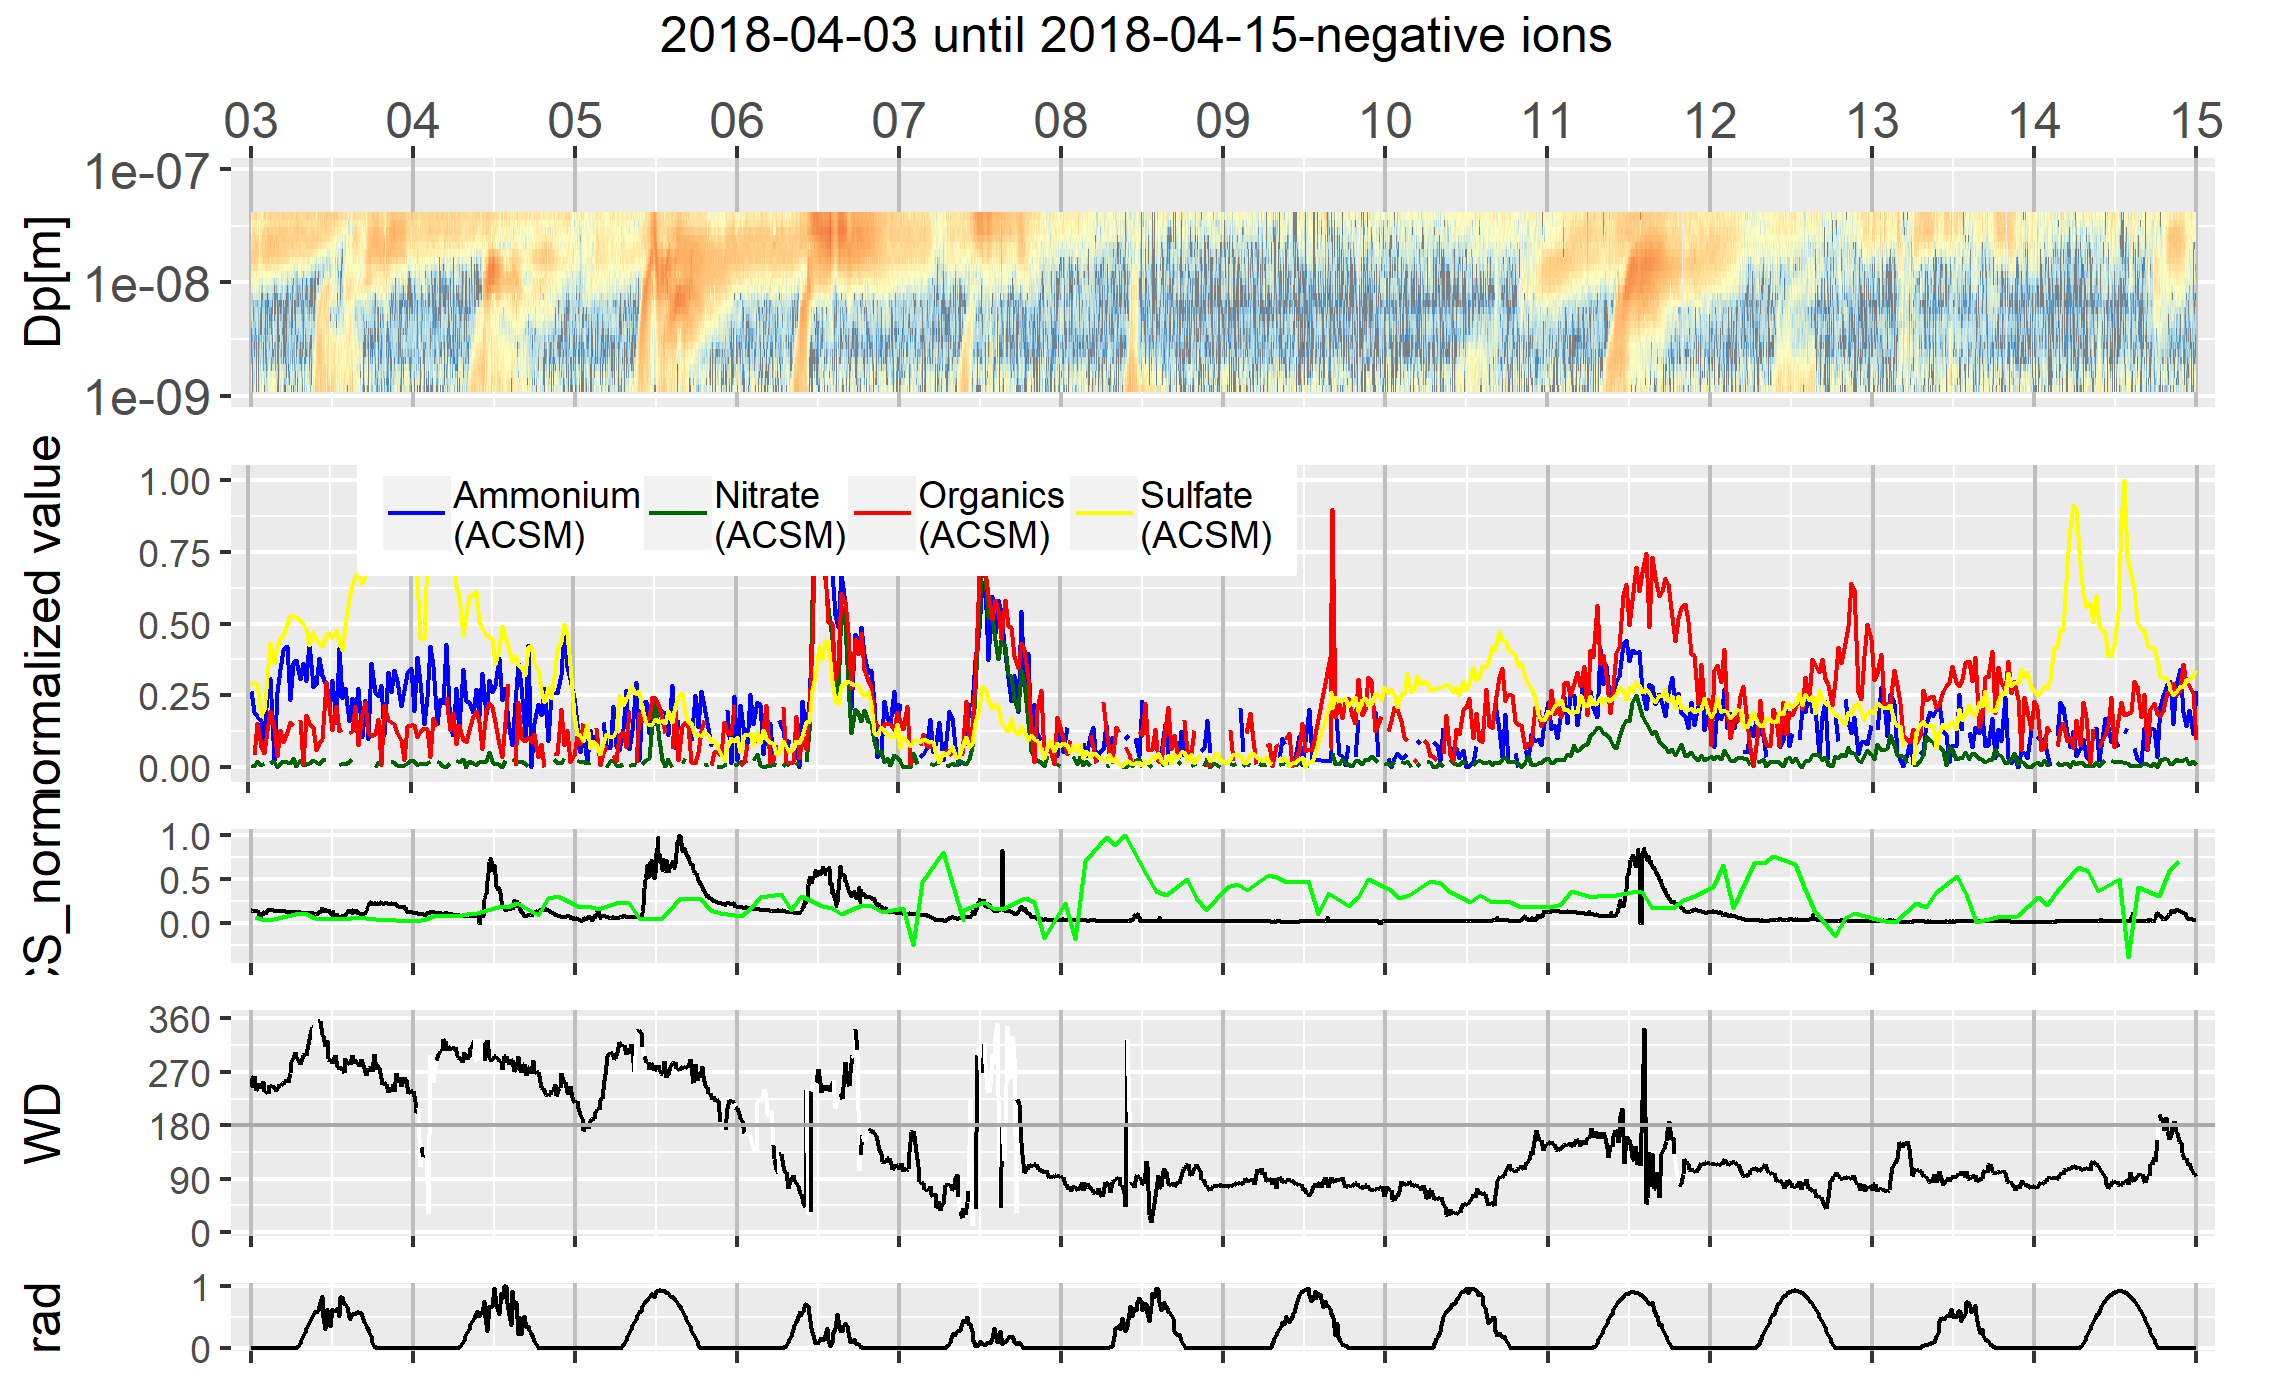 2018-04-03 until 2018-04-15-negative ions
03 04 05 06 07 08 09 10 11 12 13 14 15
Dp[m]
1e-07
1e-08
1e-09
S_normormalized value
1.00
0.75
0.50
0.25
0.00
Ammonium (ACSM)
Nitrate (ACSM)
Organics (ACSM)
Sulfate (ACSM)
1.0
0.5
0.0
WD
360
270
180
90
0
rad
1
0